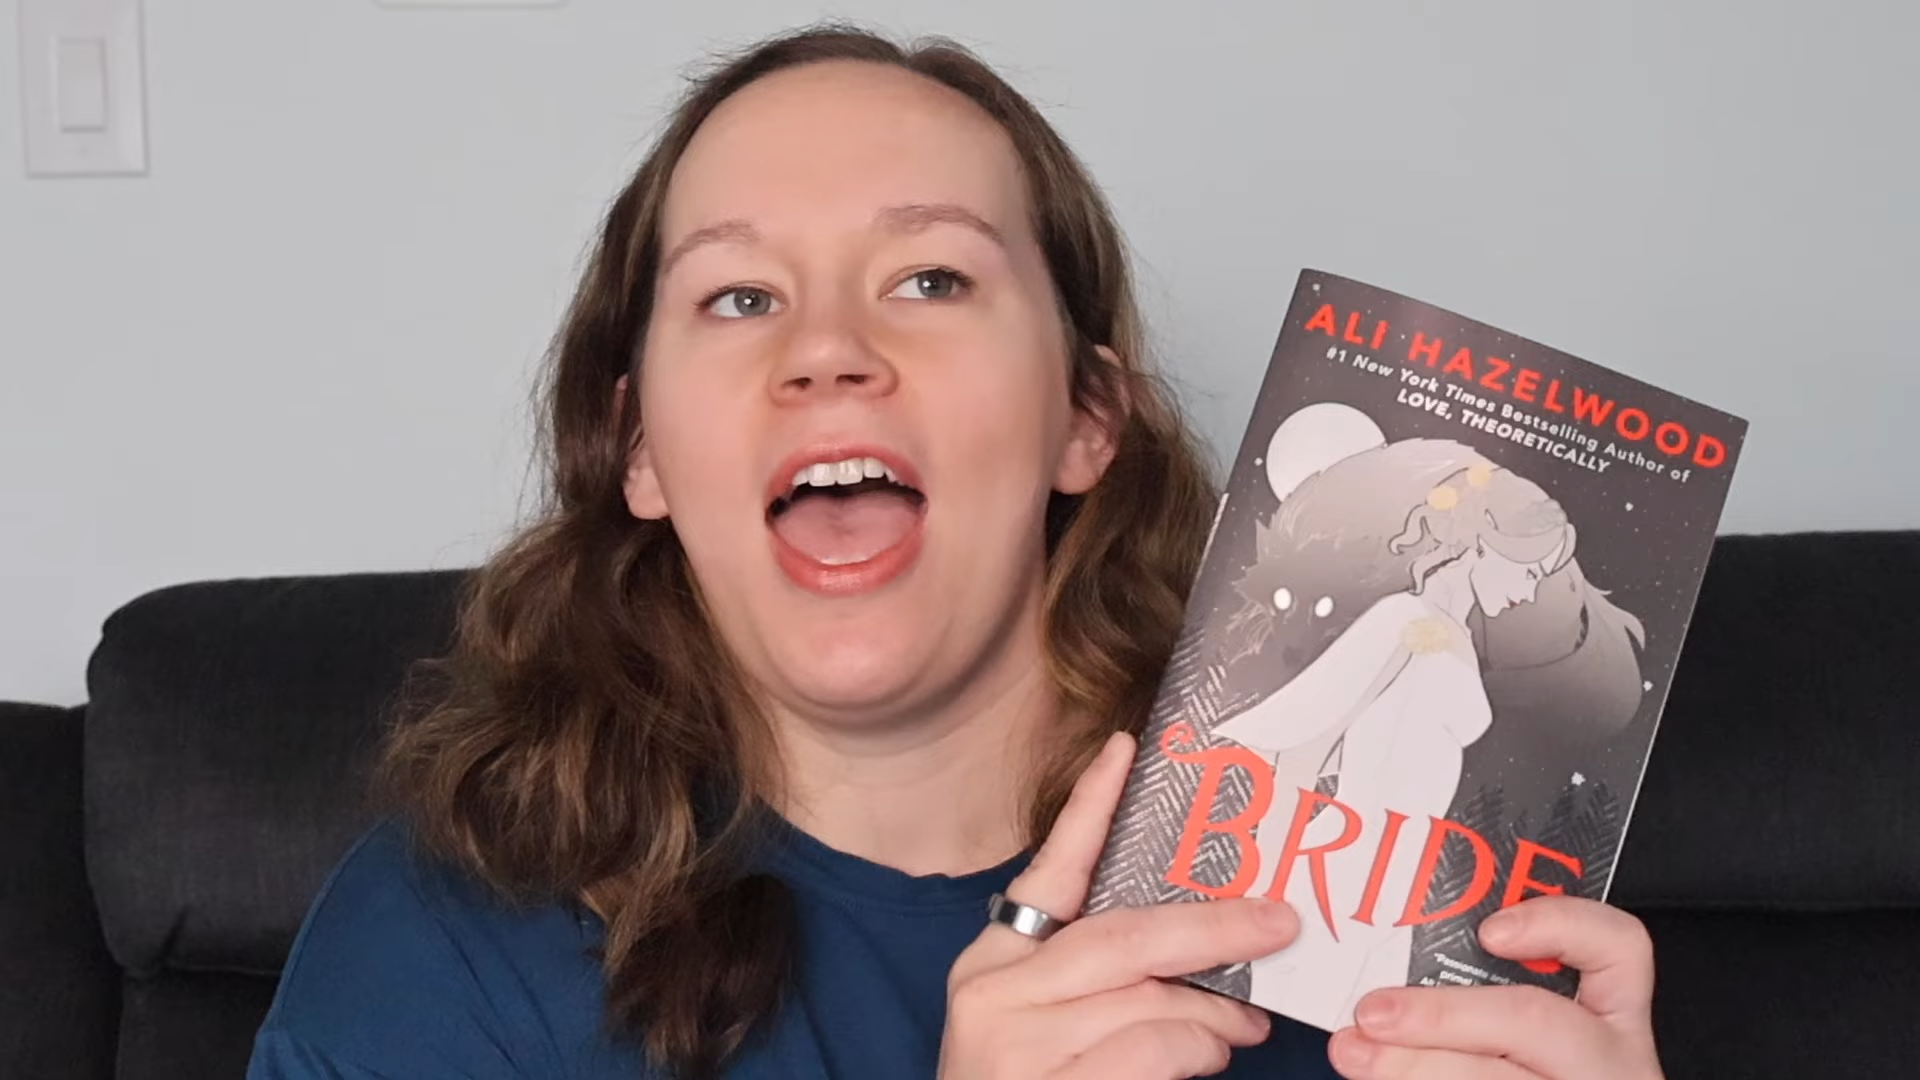 ALI HAZELWOOD
#1 New York Times Bestselling Author of
LOVE, THEORETICALLY
BRIDE
"Passionate and
primal